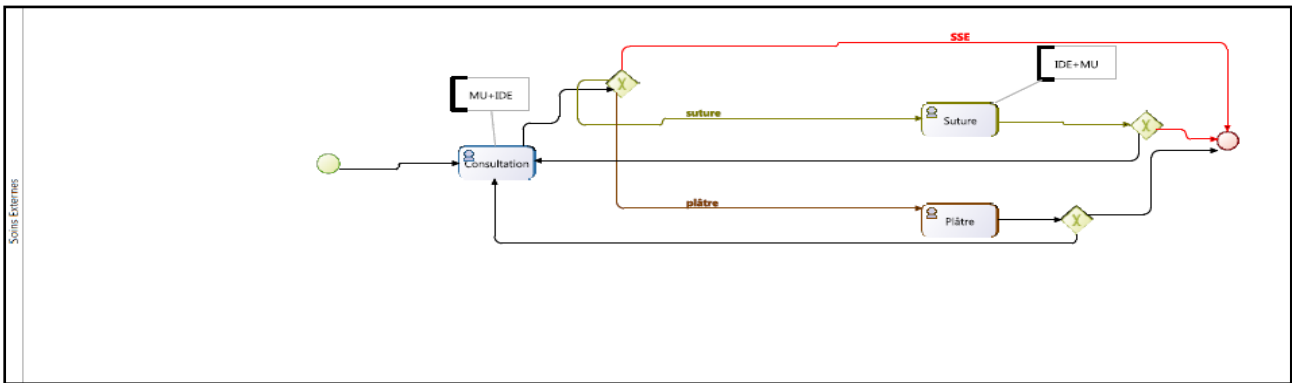 SSE
IDE+MU
MU+IDE
suture
Suture
Consultation
plâtre
Plâtre
Soins Externes